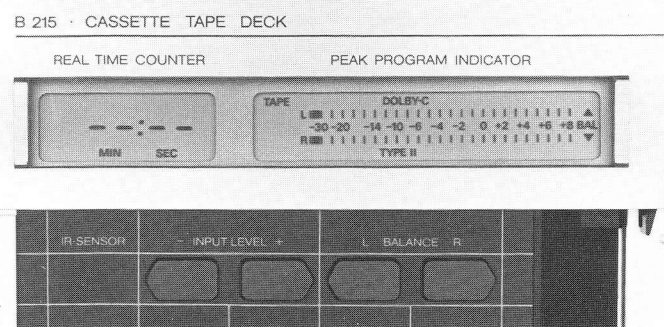 B 215 · CASSETTE TAPE DECK
REAL TIME COUNTER PEAK PROGRAM INDICATOR
TAPE DOLBY-C
L
--:-- -30 -20 -14 -10 -6 -4 -2 0 +2 +4 +6 +8 BAL
R
MIN SEC TYPE II
IR-SENSOR - INPUT LEVEL + L BALANCE R